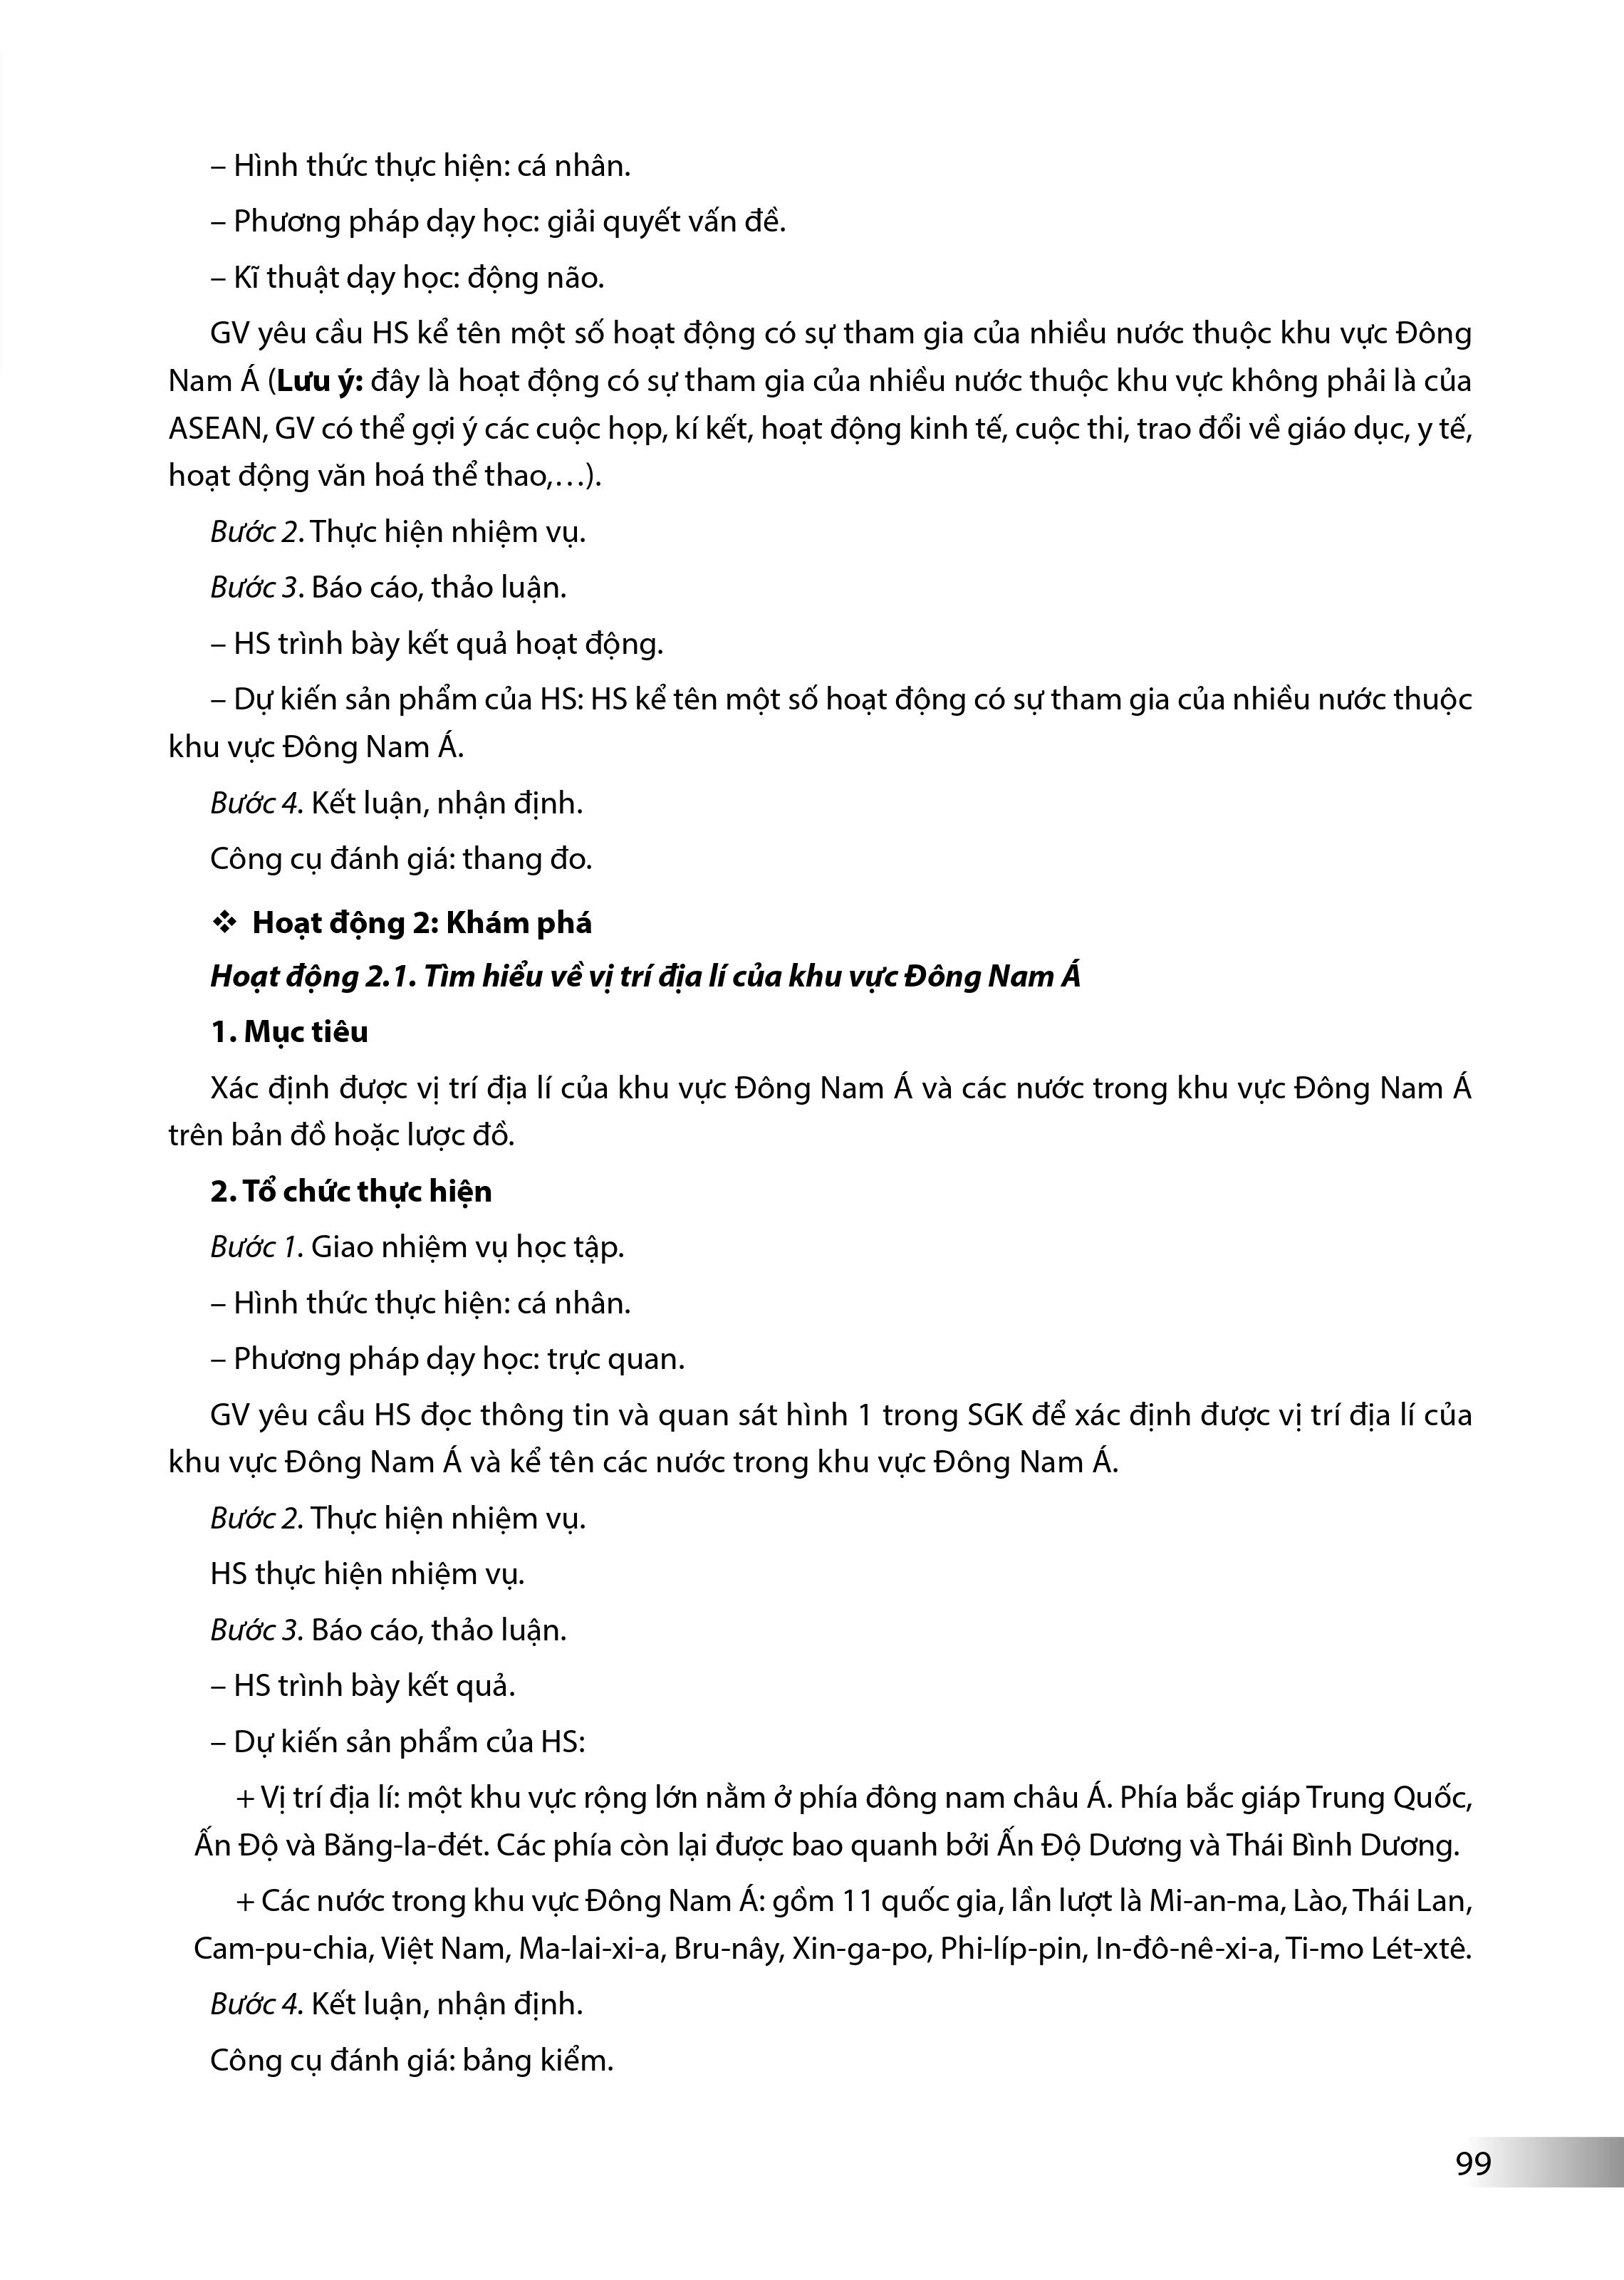 – Hình thức thực hiện: cá nhân.
– Phương pháp dạy học: giải quyết vấn đề.
– Kĩ thuật dạy học: động não.
GV yêu cầu HS kể tên một số hoạt động có sự tham gia của nhiều nước thuộc khu vực Đông
Nam Á (Lưu ý: đây là hoạt động có sự tham gia của nhiều nước thuộc khu vực không phải là của
ASEAN, GV có thể gợi ý các cuộc họp, kí kết, hoạt động kinh tế, cuộc thi, trao đổi về giáo dục, y tế,
hoạt động văn hoá thể thao,…).
Bước 2. Thực hiện nhiệm vụ.
Bước 3. Báo cáo, thảo luận.
– HS trình bày kết quả hoạt động.
– Dự kiến sản phẩm của HS: HS kể tên một số hoạt động có sự tham gia của nhiều nước thuộc
khu vực Đông Nam Á.
Bước 4. Kết luận, nhận định.
Công cụ đánh giá: thang đo.
❖ Hoạt động 2: Khám phá
Hoạt động 2.1. Tìm hiểu về vị trí địa lí của khu vực Đông Nam Á
1. Mục tiêu
Xác định được vị trí địa lí của khu vực Đông Nam Á và các nước trong khu vực Đông Nam Á
trên bản đồ hoặc lược đồ.
2. Tổ chức thực hiện
Bước 1. Giao nhiệm vụ học tập.
– Hình thức thực hiện: cá nhân.
– Phương pháp dạy học: trực quan.
GV yêu cầu HS đọc thông tin và quan sát hình 1 trong SGK để xác định được vị trí địa lí của
khu vực Đông Nam Á và kể tên các nước trong khu vực Đông Nam Á.
Bước 2. Thực hiện nhiệm vụ.
HS thực hiện nhiệm vụ.
Bước 3. Báo cáo, thảo luận.
– HS trình bày kết quả.
– Dự kiến sản phẩm của HS:
+ Vị trí địa lí: một khu vực rộng lớn nằm ở phía đông nam châu Á. Phía bắc giáp Trung Quốc,
Ấn Độ và Băng-la-đét. Các phía còn lại được bao quanh bởi Ấn Độ Dương và Thái Bình Dương.
+ Các nước trong khu vực Đông Nam Á: gồm 11 quốc gia, lần lượt là Mi-an-ma, Lào, Thái Lan,
Cam-pu-chia, Việt Nam, Ma-lai-xi-a, Bru-nây, Xin-ga-po, Phi-líp-pin, In-đô-nê-xi-a, Ti-mo Lét-xtê.
Bước 4. Kết luận, nhận định.
Công cụ đánh giá: bảng kiểm.
99